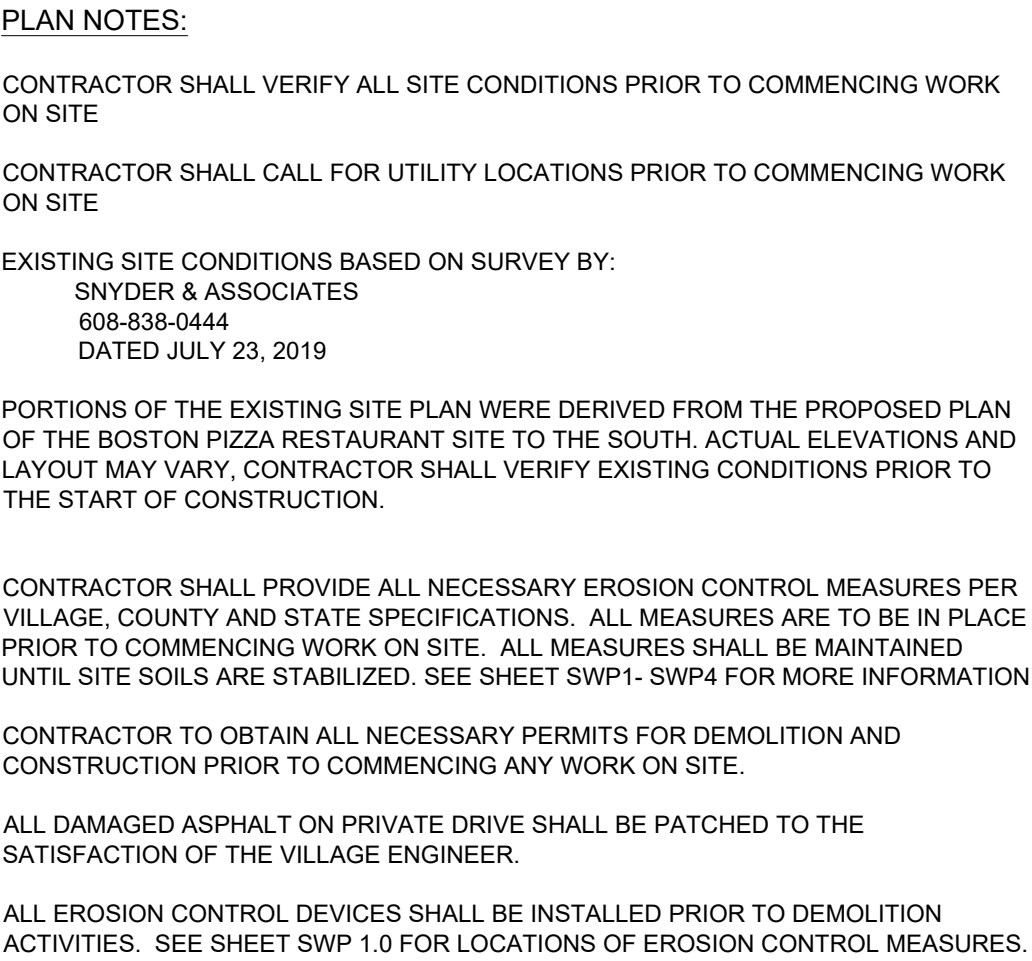 PLAN NOTES:
CONTRACTOR SHALL VERIFY ALL SITE CONDITIONS PRIOR TO COMMENCING WORK
ON SITE
CONTRACTOR SHALL CALL FOR UTILITY LOCATIONS PRIOR TO COMMENCING WORK
ON SITE
EXISTING SITE CONDITIONS BASED ON SURVEY BY:
SNYDER & ASSOCIATES
608-838-0444
DATED JULY 23, 2019
PORTIONS OF THE EXISTING SITE PLAN WERE DERIVED FROM THE PROPOSED PLAN
OF THE BOSTON PIZZA RESTAURANT SITE TO THE SOUTH. ACTUAL ELEVATIONS AND
LAYOUT MAY VARY, CONTRACTOR SHALL VERIFY EXISTING CONDITIONS PRIOR TO
THE START OF CONSTRUCTION.
CONTRACTOR SHALL PROVIDE ALL NECESSARY EROSION CONTROL MEASURES PER
VILLAGE, COUNTY AND STATE SPECIFICATIONS.  ALL MEASURES ARE TO BE IN PLACE
PRIOR TO COMMENCING WORK ON SITE.  ALL MEASURES SHALL BE MAINTAINED
UNTIL SITE SOILS ARE STABILIZED. SEE SHEET SWP1- SWP4 FOR MORE INFORMATION
CONTRACTOR TO OBTAIN ALL NECESSARY PERMITS FOR DEMOLITION AND
CONSTRUCTION PRIOR TO COMMENCING ANY WORK ON SITE.
ALL DAMAGED ASPHALT ON PRIVATE DRIVE SHALL BE PATCHED TO THE
SATISFACTION OF THE VILLAGE ENGINEER.
ALL EROSION CONTROL DEVICES SHALL BE INSTALLED PRIOR TO DEMOLITION
ACTIVITIES.  SEE SHEET SWP 1.0 FOR LOCATIONS OF EROSION CONTROL MEASURES.